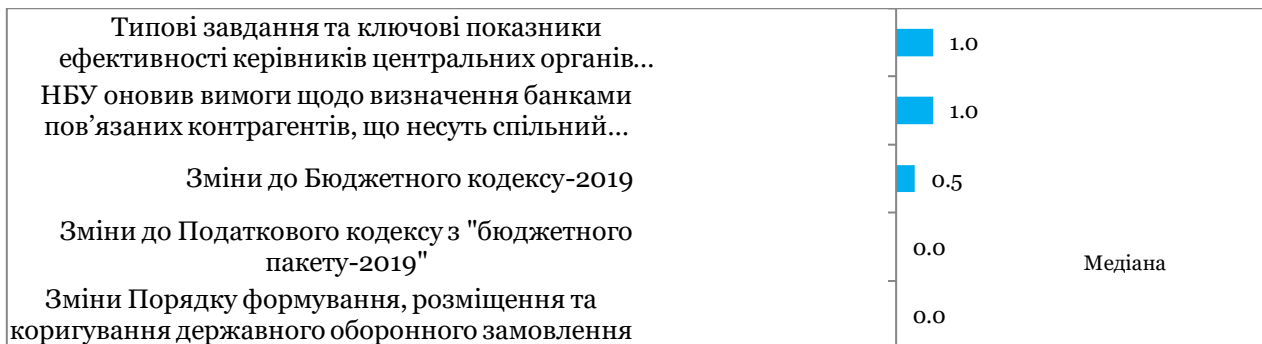 Типові завдання та ключові показники
ефективності керівників центральних органів...
1.0
НБУ оновив вимоги щодо визначення банками
пов’язаних контрагентів, що несуть спільний...
1.0
Зміни до Бюджетного кодексу-2019
0.5
Зміни до Податкового кодексу з "бюджетного
пакету-2019"
0.0
Медіана
Зміни Порядку формування, розміщення та
коригування державного оборонного замовлення
0.0